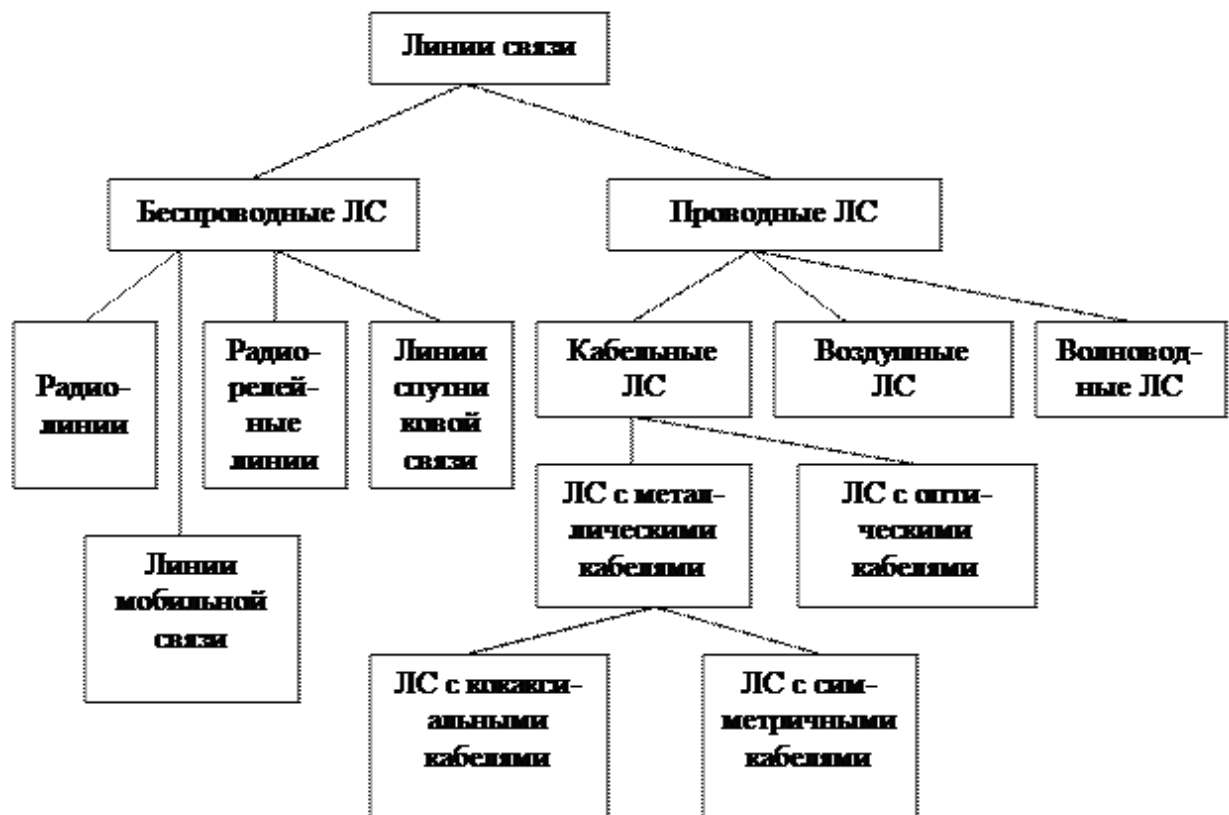 Линии связи
Беспроводные ЛС
Проводные ЛС
Радио-
линии
Радио-
релей-
ные
линии
Линии
спутни
ковой
связи
Кабельные
ЛС
Воздушные
ЛС
Волновод-
ные ЛС
Линии
мобильной
связи
ЛС с метал-
лическими
кабелями
ЛС с опти-
ческими
кабелями
ЛС с коакси-
альными
кабелями
ЛС с сим-
метричными
кабелями